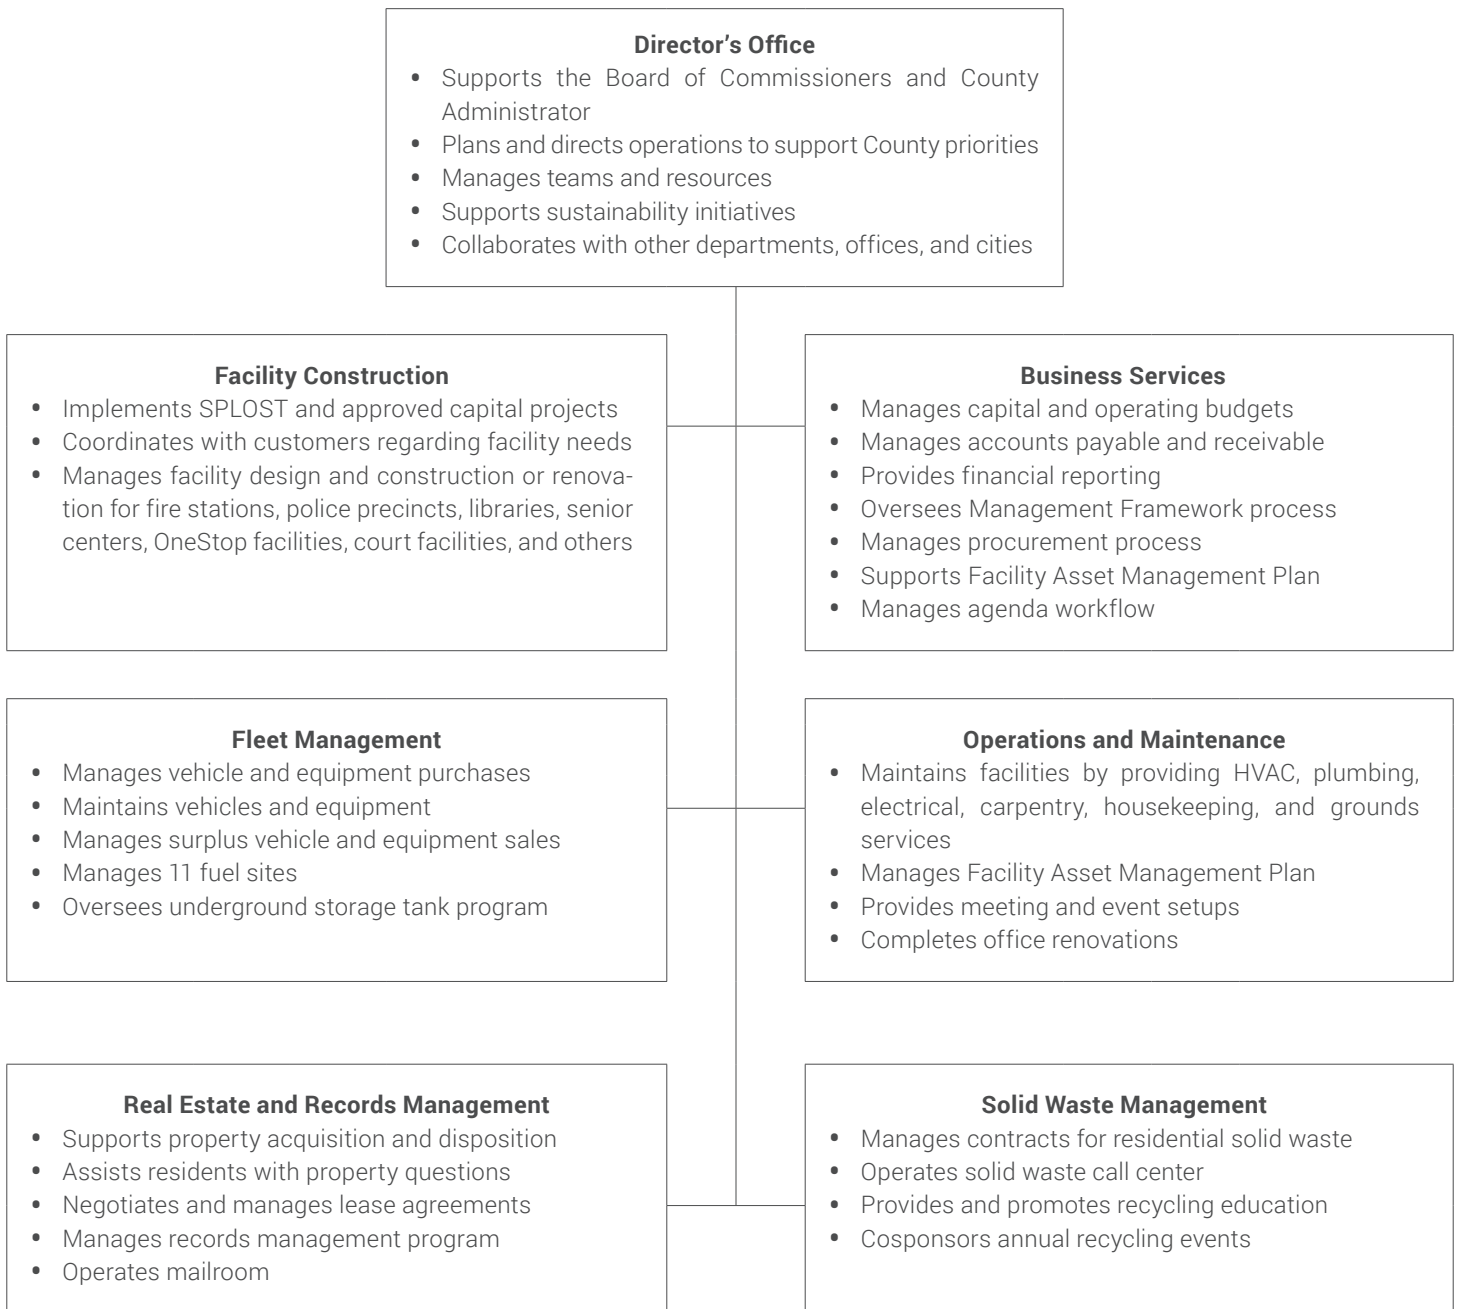 Director’s Office
• Supports the Board of Commissioners and County
Administrator
• Plans and directs operations to support County priorities
• Manages teams and resources
• Supports sustainability initiatives
• Collaborates with other departments, offices, and cities
Facility Construction
• Implements SPLOST and approved capital projects
• Coordinates with customers regarding facility needs
• Manages facility design and construction or renova-
tion for fire stations, police precincts, libraries, senior
centers, OneStop facilities, court facilities, and others
Business Services
• Manages capital and operating budgets
• Manages accounts payable and receivable
• Provides financial reporting
• Oversees Management Framework process
• Manages procurement process
• Supports Facility Asset Management Plan
• Manages agenda workflow
Fleet Management
• Manages vehicle and equipment purchases
• Maintains vehicles and equipment
• Manages surplus vehicle and equipment sales
• Manages 11 fuel sites
• Oversees underground storage tank program
Operations and Maintenance
• Maintains facilities by providing HVAC, plumbing,
electrical, carpentry, housekeeping, and grounds
services
• Manages Facility Asset Management Plan
• Provides meeting and event setups
• Completes office renovations
Real Estate and Records Management
• Supports property acquisition and disposition
• Assists residents with property questions
• Negotiates and manages lease agreements
• Manages records management program
• Operates mailroom
Solid Waste Management
• Manages contracts for residential solid waste
• Operates solid waste call center
• Provides and promotes recycling education
• Cosponsors annual recycling events